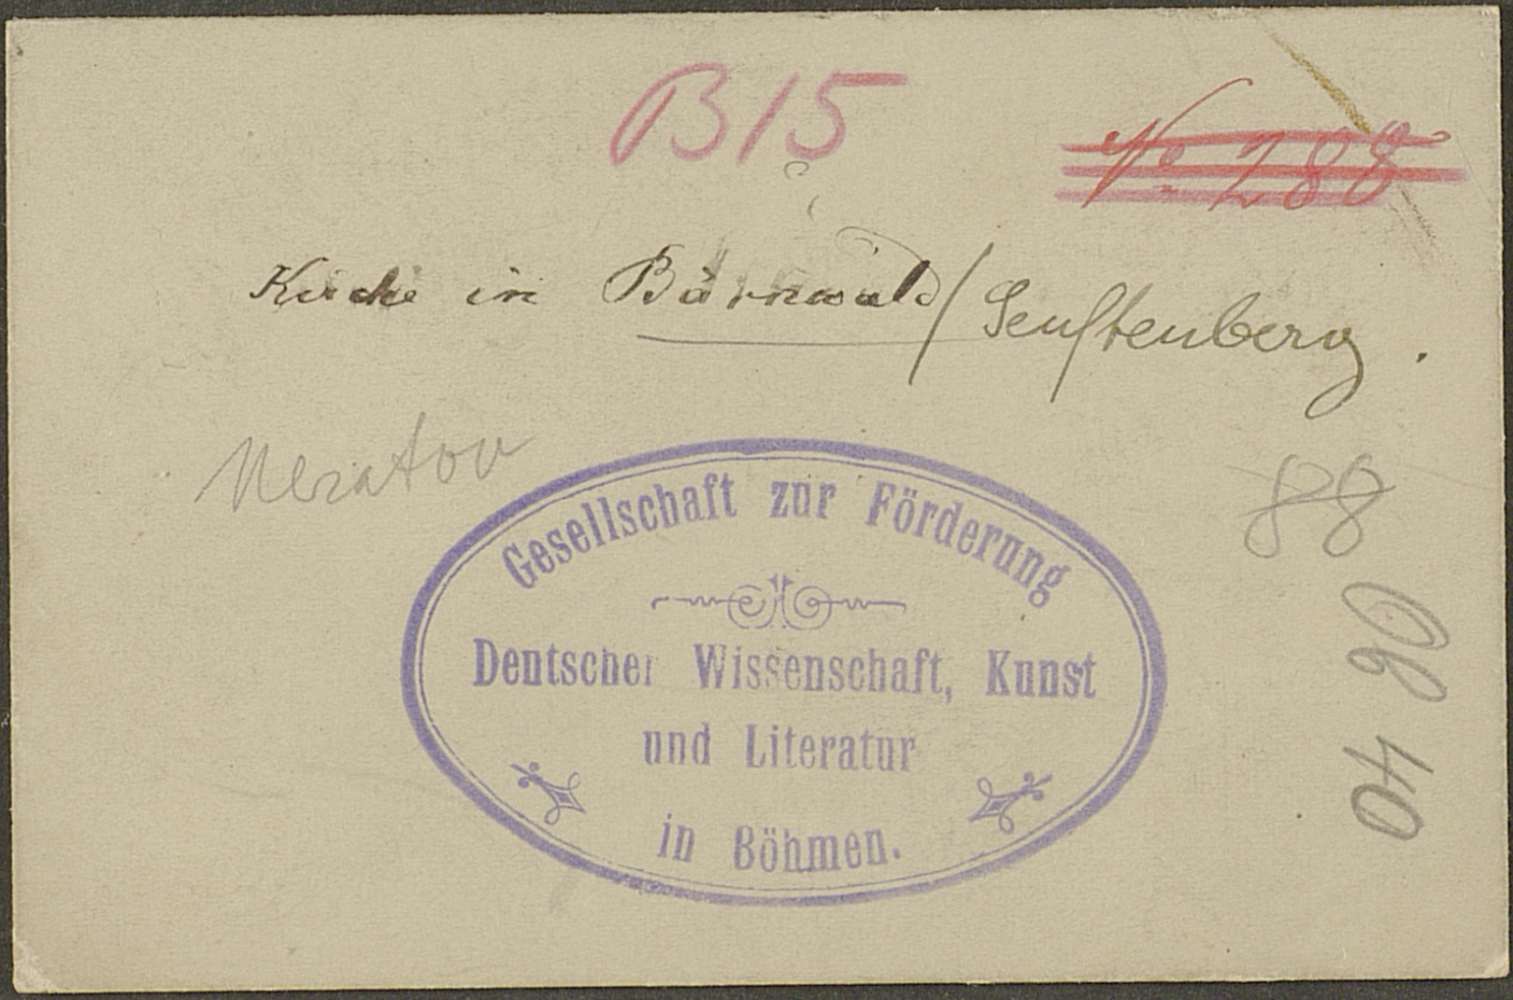 B15
No 288
Kirche in Bärnwald / Senftenberg.
Neratov
88
Gesellschaft zur Förderung
Deutscher Wissenschaft, Kunst
und Literatur
in Böhmen.